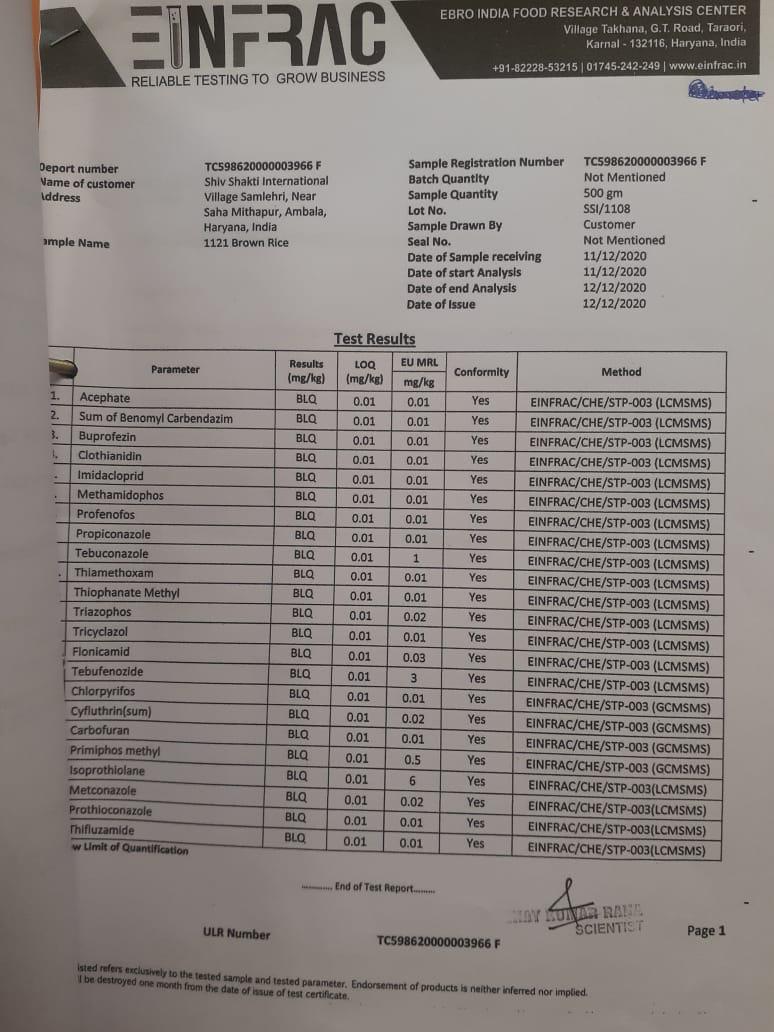 EINFRAC
RELIABLE TESTING TO GROW BUSINESS
EBRO INDIA FOOD RESEARCH & ANALYSIS CENTER
Village Takhana, G.T. Road, Taraori,
Karnal - 132116, Haryana, India
+91-82228-53215 | 01745-242-249 | www.einfrac.in
Report number TC598620000003966 F
Name of customer Shiv Shakti International
Address Village Samlehri, Near
Saha Mithapur, Ambala,
Haryana, India
ample Name 1121 Brown Rice
Sample Registration Number TC598620000003966 F
Batch Quantity Not Mentioned
Sample Quantity 500 gm
Lot No. SSI/1108
Sample Drawn By Customer
Seal No. Not Mentioned
Date of Sample receiving 11/12/2020
Date of start Analysis 11/12/2020
Date of end Analysis 12/12/2020
Date of Issue 12/12/2020
Test Results
Parameter Results (mg/kg) LOQ (mg/kg) EU MRL mg/kg Conformity Method
1. Acephate BLQ 0.01 0.01 Yes EINFRAC/CHE/STP-003 (LCMSMS)
2. Sum of Benomyl Carbendazim BLQ 0.01 0.01 Yes EINFRAC/CHE/STP-003 (LCMSMS)
3. Buprofezin BLQ 0.01 0.01 Yes EINFRAC/CHE/STP-003 (LCMSMS)
Clothianidin BLQ 0.01 0.01 Yes EINFRAC/CHE/STP-003 (LCMSMS)
Imidacloprid BLQ 0.01 0.01 Yes EINFRAC/CHE/STP-003 (LCMSMS)
Methamidophos BLQ 0.01 0.01 Yes EINFRAC/CHE/STP-003 (LCMSMS)
Profenofos BLQ 0.01 0.01 Yes EINFRAC/CHE/STP-003 (LCMSMS)
Propiconazole BLQ 0.01 0.01 Yes EINFRAC/CHE/STP-003 (LCMSMS)
Tebuconazole BLQ 0.01 1 Yes EINFRAC/CHE/STP-003 (LCMSMS)
Thiamethoxam BLQ 0.01 0.01 Yes EINFRAC/CHE/STP-003 (LCMSMS)
Thiophanate Methyl BLQ 0.01 0.01 Yes EINFRAC/CHE/STP-003 (LCMSMS)
Triazophos BLQ 0.01 0.02 Yes EINFRAC/CHE/STP-003 (LCMSMS)
Tricyclazol BLQ 0.01 0.01 Yes EINFRAC/CHE/STP-003 (LCMSMS)
Flonicamid BLQ 0.01 0.03 Yes EINFRAC/CHE/STP-003 (LCMSMS)
Tebufenozide BLQ 0.01 3 Yes EINFRAC/CHE/STP-003 (LCMSMS)
Chlorpyrifos BLQ 0.01 0.01 Yes EINFRAC/CHE/STP-003 (GCMSMS)
Cyfluthrin(sum) BLQ 0.01 0.02 Yes EINFRAC/CHE/STP-003 (GCMSMS)
Carbofuran BLQ 0.01 0.01 Yes EINFRAC/CHE/STP-003 (GCMSMS)
Primiphos methyl BLQ 0.01 0.5 Yes EINFRAC/CHE/STP-003 (GCMSMS)
Isoprothiolane BLQ 0.01 6 Yes EINFRAC/CHE/STP-003(LCMSMS)
Metconazole BLQ 0.01 0.02 Yes EINFRAC/CHE/STP-003(LCMSMS)
Prothioconazole BLQ 0.01 0.01 Yes EINFRAC/CHE/STP-003(LCMSMS)
Thifluzamide BLQ 0.01 0.01 Yes EINFRAC/CHE/STP-003(LCMSMS)
w Limit of Quantification
............ End of Test Report.........
KUMAR RANA
SCIENTIST
ULR Number TC598620000003966 F Page 1
isted refers exclusively to the tested sample and tested parameter. Endorsement of products is neither inferred nor implied.
l be destroyed one month from the date of issue of test certificate.